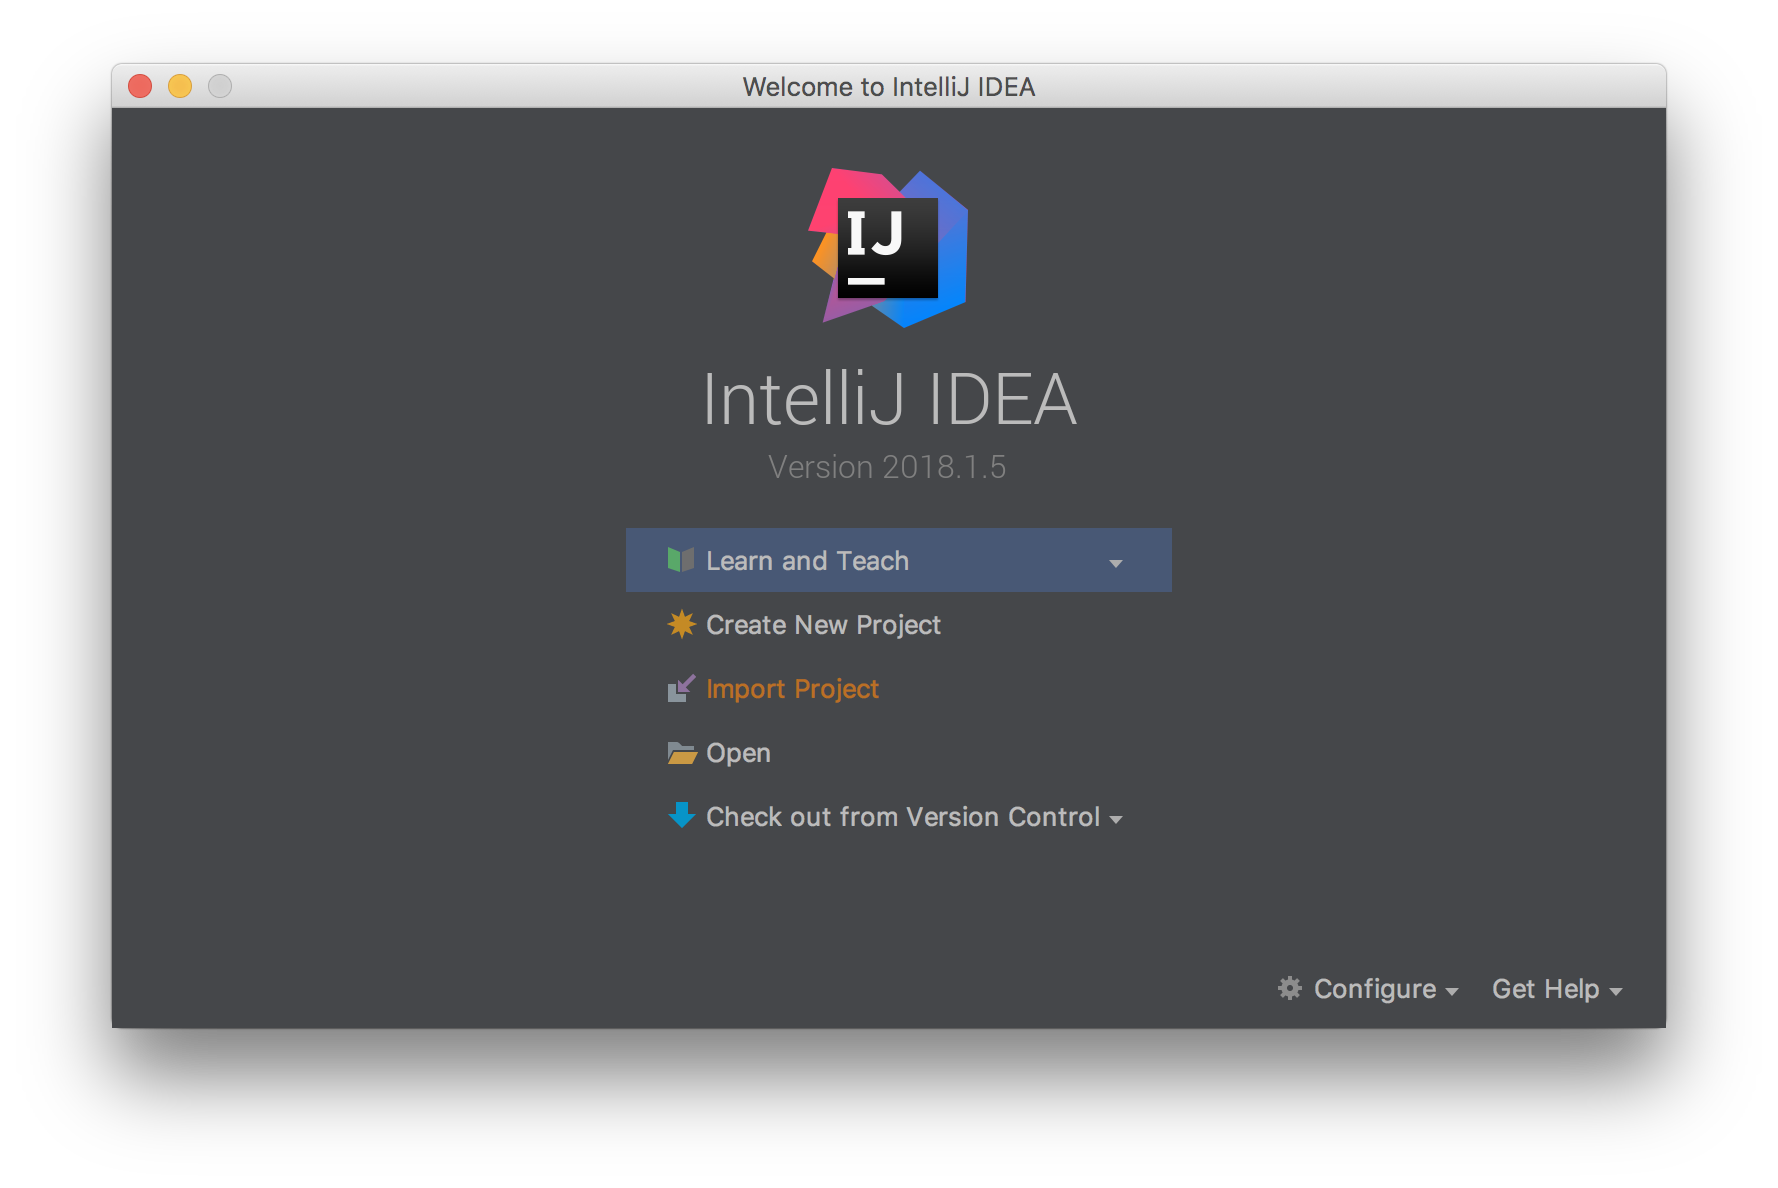 Welcome to IntelliJ IDEA
IJ
IntelliJ IDEA
Version 2018.1.5
Learn and Teach
Create New Project
Import Project
Open
Check out from Version Control
Configure
Get Help